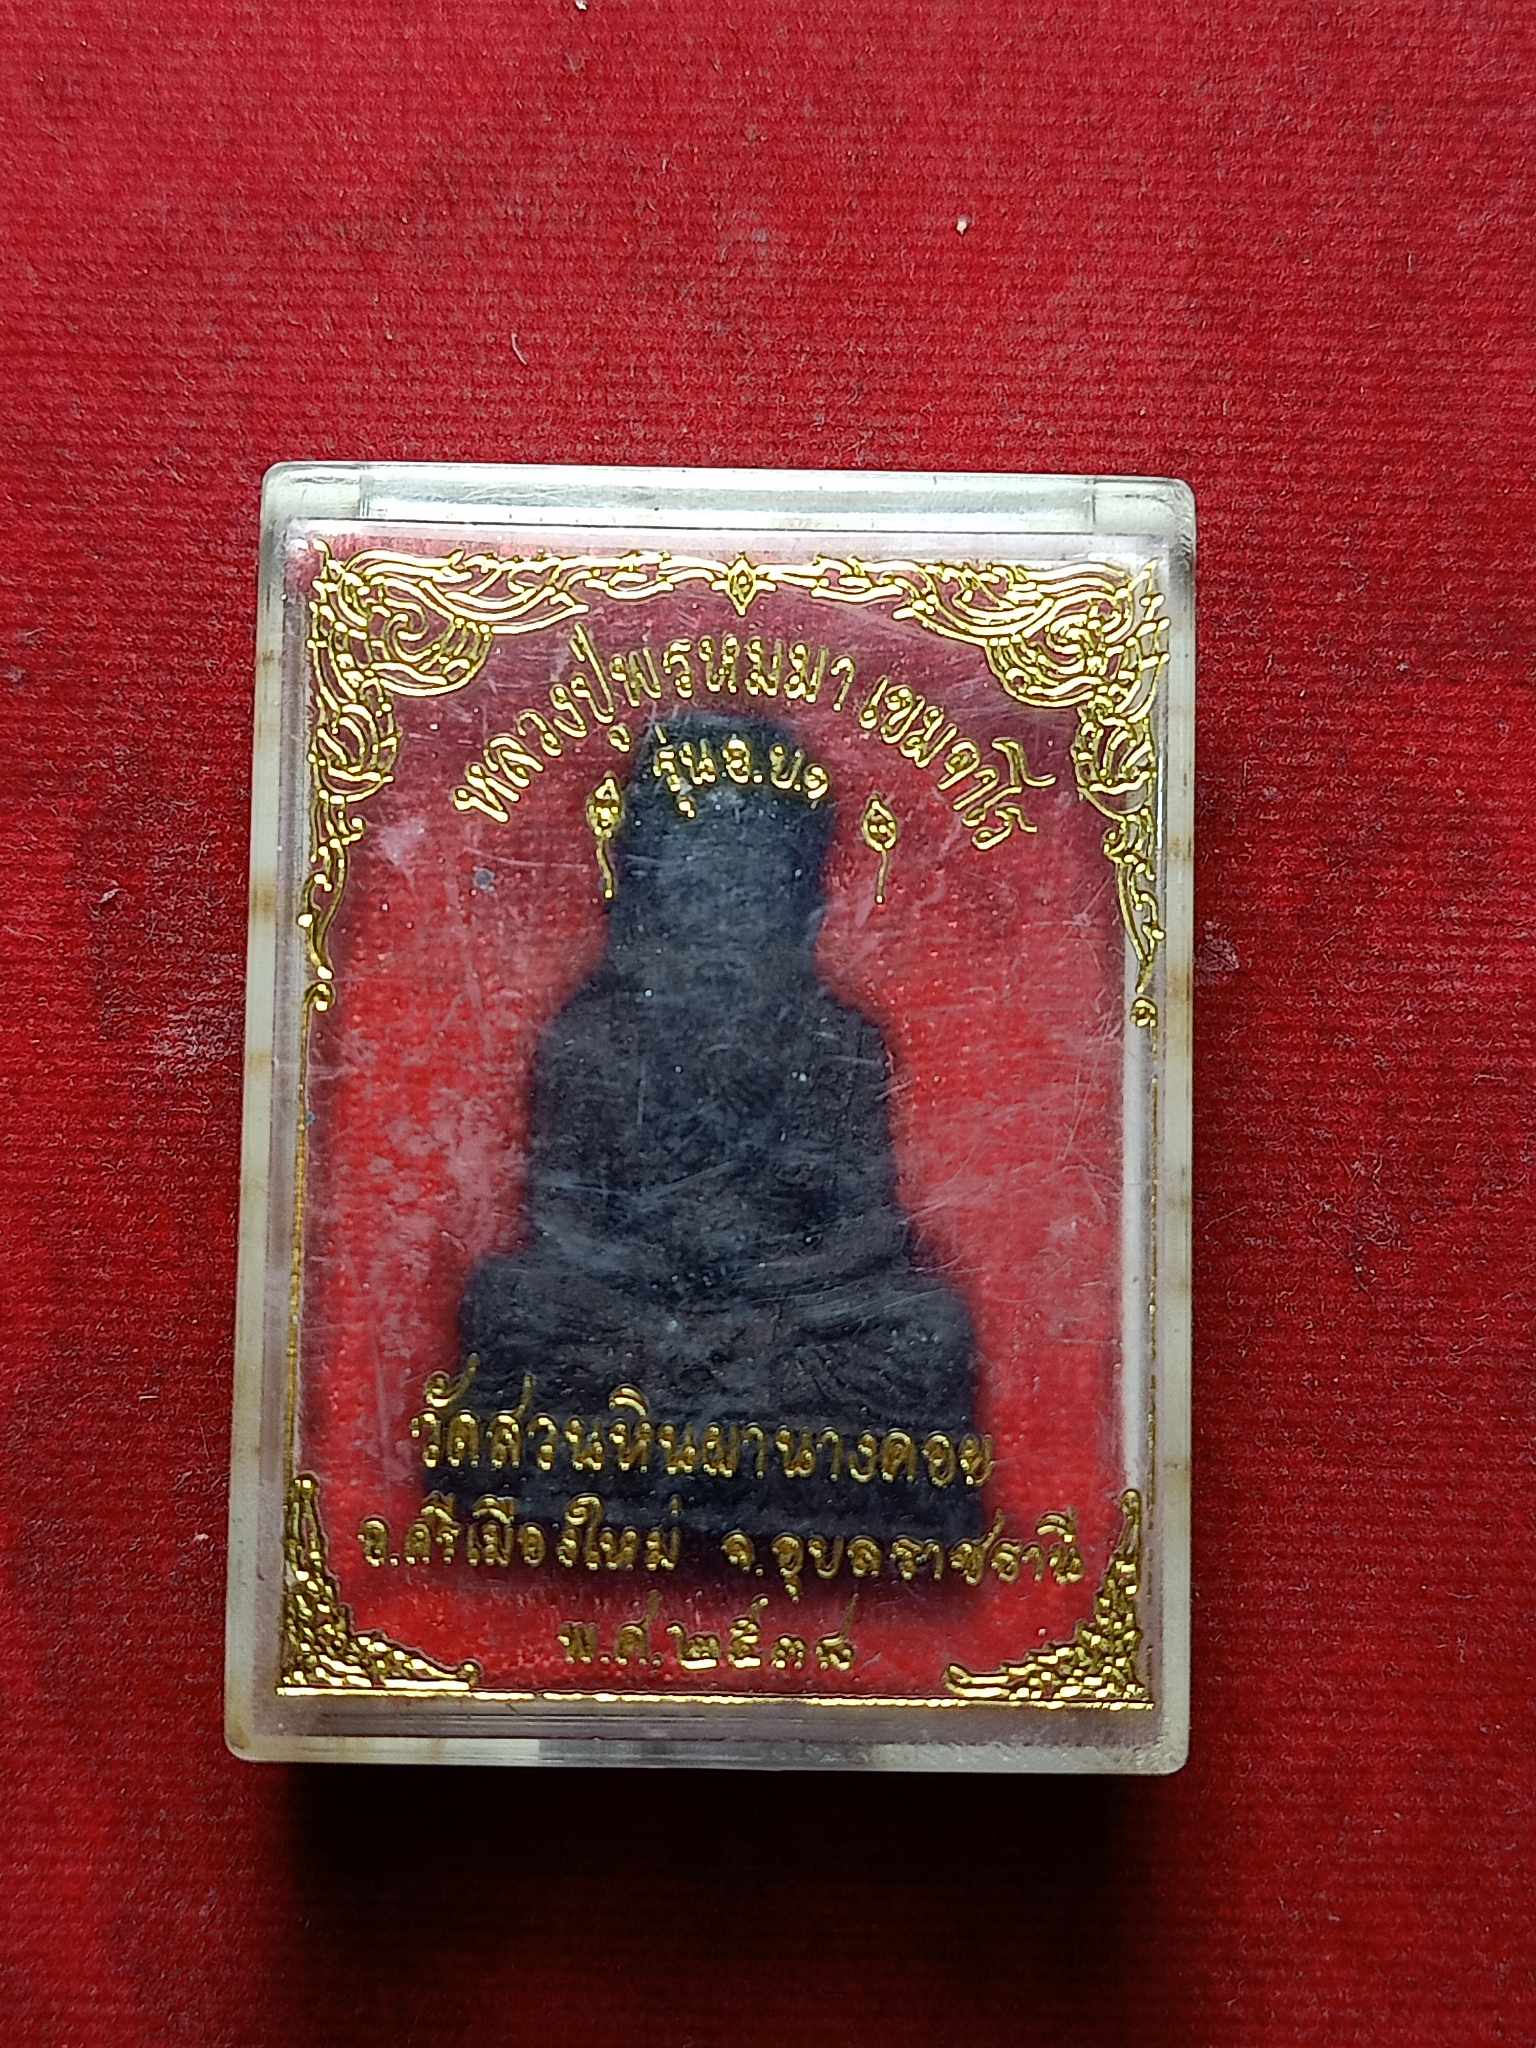 หลวงปู่พรหมมา เขมจาโร
รุ่น อ.บ.๑
วัดสวนหินผานางคอย
อ.ศรีเมืองใหม่ จ.อุบลราชธานี
พ.ศ.๒๕๓๘